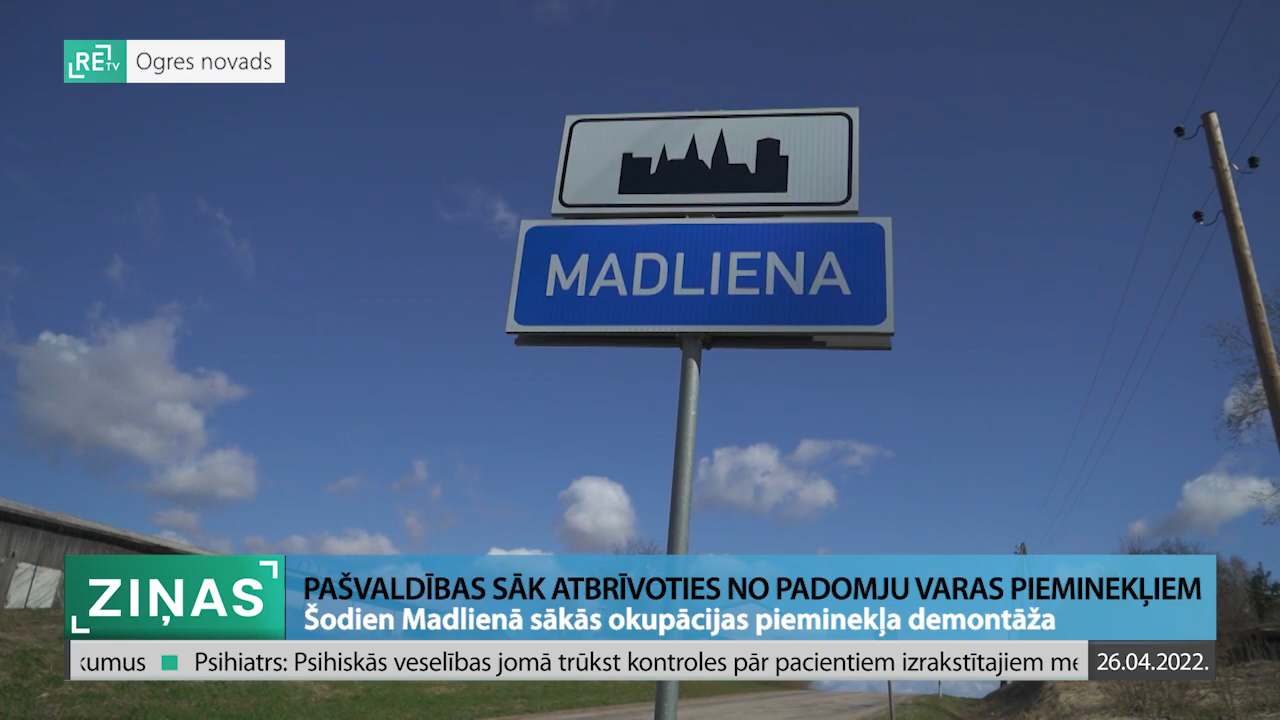 RE TV Ogres novads
MADLIENA
ZIŅAS
PAŠVALDĪBAS SĀK ATBRĪVOTIES NO PADOMJU VARAS PIEMINEKĻIEM
Šodien Madlienā sākās okupācijas pieminekļa demontāža
kumus ■ Psihiatrs: Psihiskās veselības jomā trūkst kontroles pār pacientiem izrakstītajiem me 26.04.2022.